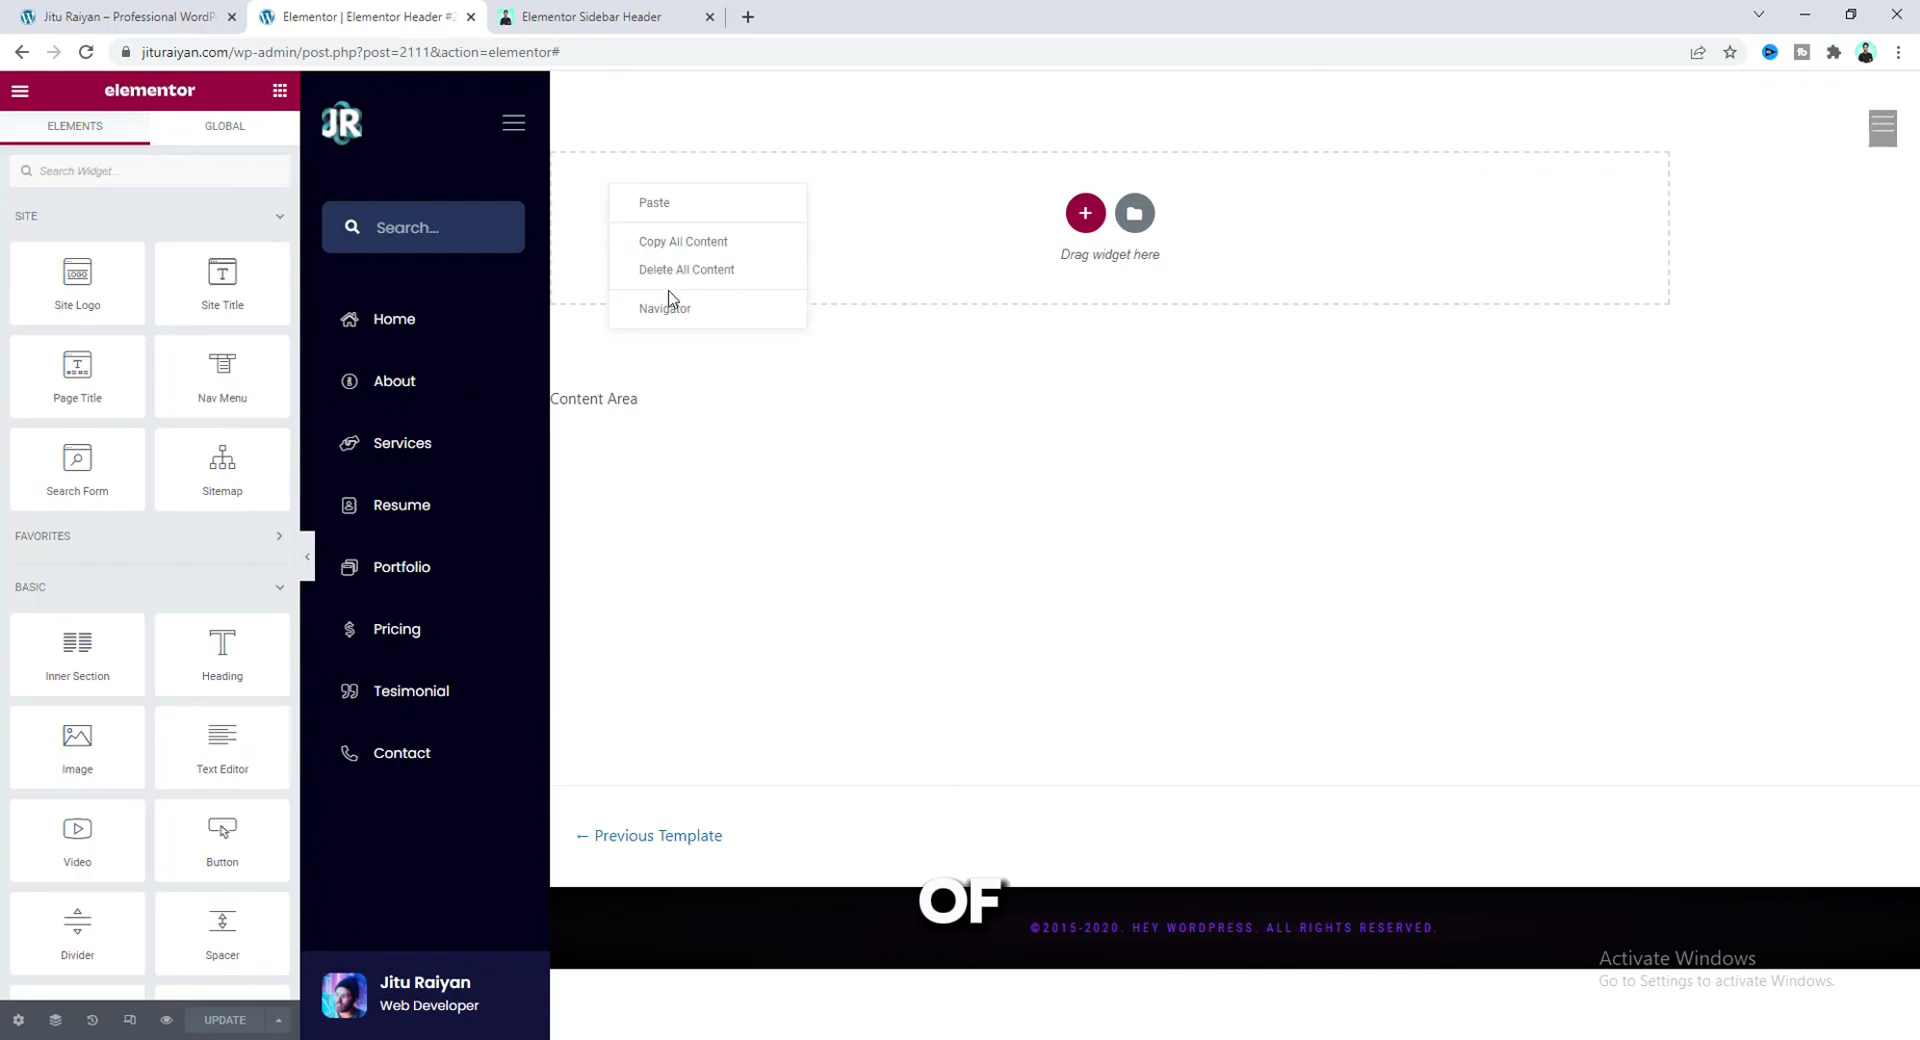 Jitu Raiyan – Professional WordP
Elementor | Elementor Header #2
Elementor Sidebar Header
jituraiyan.com/wp-admin/post.php?post=2111&action=elementor#
elementor
ELEMENTS
GLOBAL
Search Widget...
SITE
Site Logo
Site Title
Page Title
Nav Menu
Search Form
Sitemap
FAVORITES
BASIC
Inner Section
Heading
Image
Text Editor
Video
Button
Divider
Spacer
UPDATE
JR
Search...
Home
About
Services
Resume
Portfolio
Pricing
Tesimonial
Contact
Jitu Raiyan
Web Developer
Paste
Copy All Content
Delete All Content
Navigator
Drag widget here
Content Area
← Previous Template
OF
©2015-2020. HEY WORDPRESS. ALL RIGHTS RESERVED.
Activate Windows
Go to Settings to activate Windows.